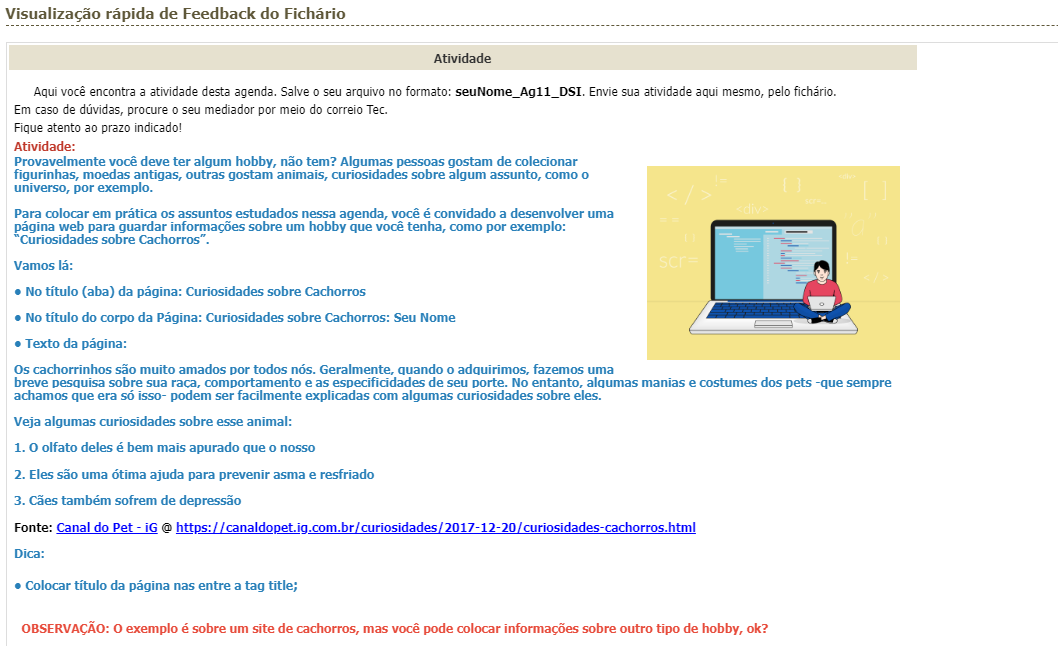 Visualização rápida de Feedback do Fichário
Atividade
Aqui você encontra a atividade desta agenda. Salve o seu arquivo no formato: seuNome_Ag11_DSI. Envie sua atividade aqui mesmo, pelo fichário.
Em caso de dúvidas, procure o seu mediador por meio do correio Tec.
Fique atento ao prazo indicado!
Atividade:
Provavelmente você deve ter algum hobby, não tem? Algumas pessoas gostam de colecionar
figurinhas, moedas antigas, outras gostam animais, curiosidades sobre algum assunto, como o
universo, por exemplo.
Para colocar em prática os assuntos estudados nessa agenda, você é convidado a desenvolver uma
página web para guardar informações sobre um hobby que você tenha, como por exemplo:
“Curiosidades sobre Cachorros”.
Vamos lá:
● No título (aba) da página: Curiosidades sobre Cachorros
● No título do corpo da Página: Curiosidades sobre Cachorros: Seu Nome
● Texto da página:
Os cachorrinhos são muito amados por todos nós. Geralmente, quando o adquirimos, fazemos uma
breve pesquisa sobre sua raça, comportamento e as especificidades de seu porte. No entanto, algumas manias e costumes dos pets -que sempre
achamos que era só isso- podem ser facilmente explicadas com algumas curiosidades sobre eles.
Veja algumas curiosidades sobre esse animal:
1. O olfato deles é bem mais apurado que o nosso
2. Eles são uma ótima ajuda para prevenir asma e resfriado
3. Cães também sofrem de depressão
Fonte: Canal do Pet - iG @ https://canaldopet.ig.com.br/curiosidades/2017-12-20/curiosidades-cachorros.html
Dica:
● Colocar título da página nas entre a tag title;
OBSERVAÇÃO: O exemplo é sobre um site de cachorros, mas você pode colocar informações sobre outro tipo de hobby, ok?
</ >
!=
[ ]
[ ]
<div>
scr=
</>